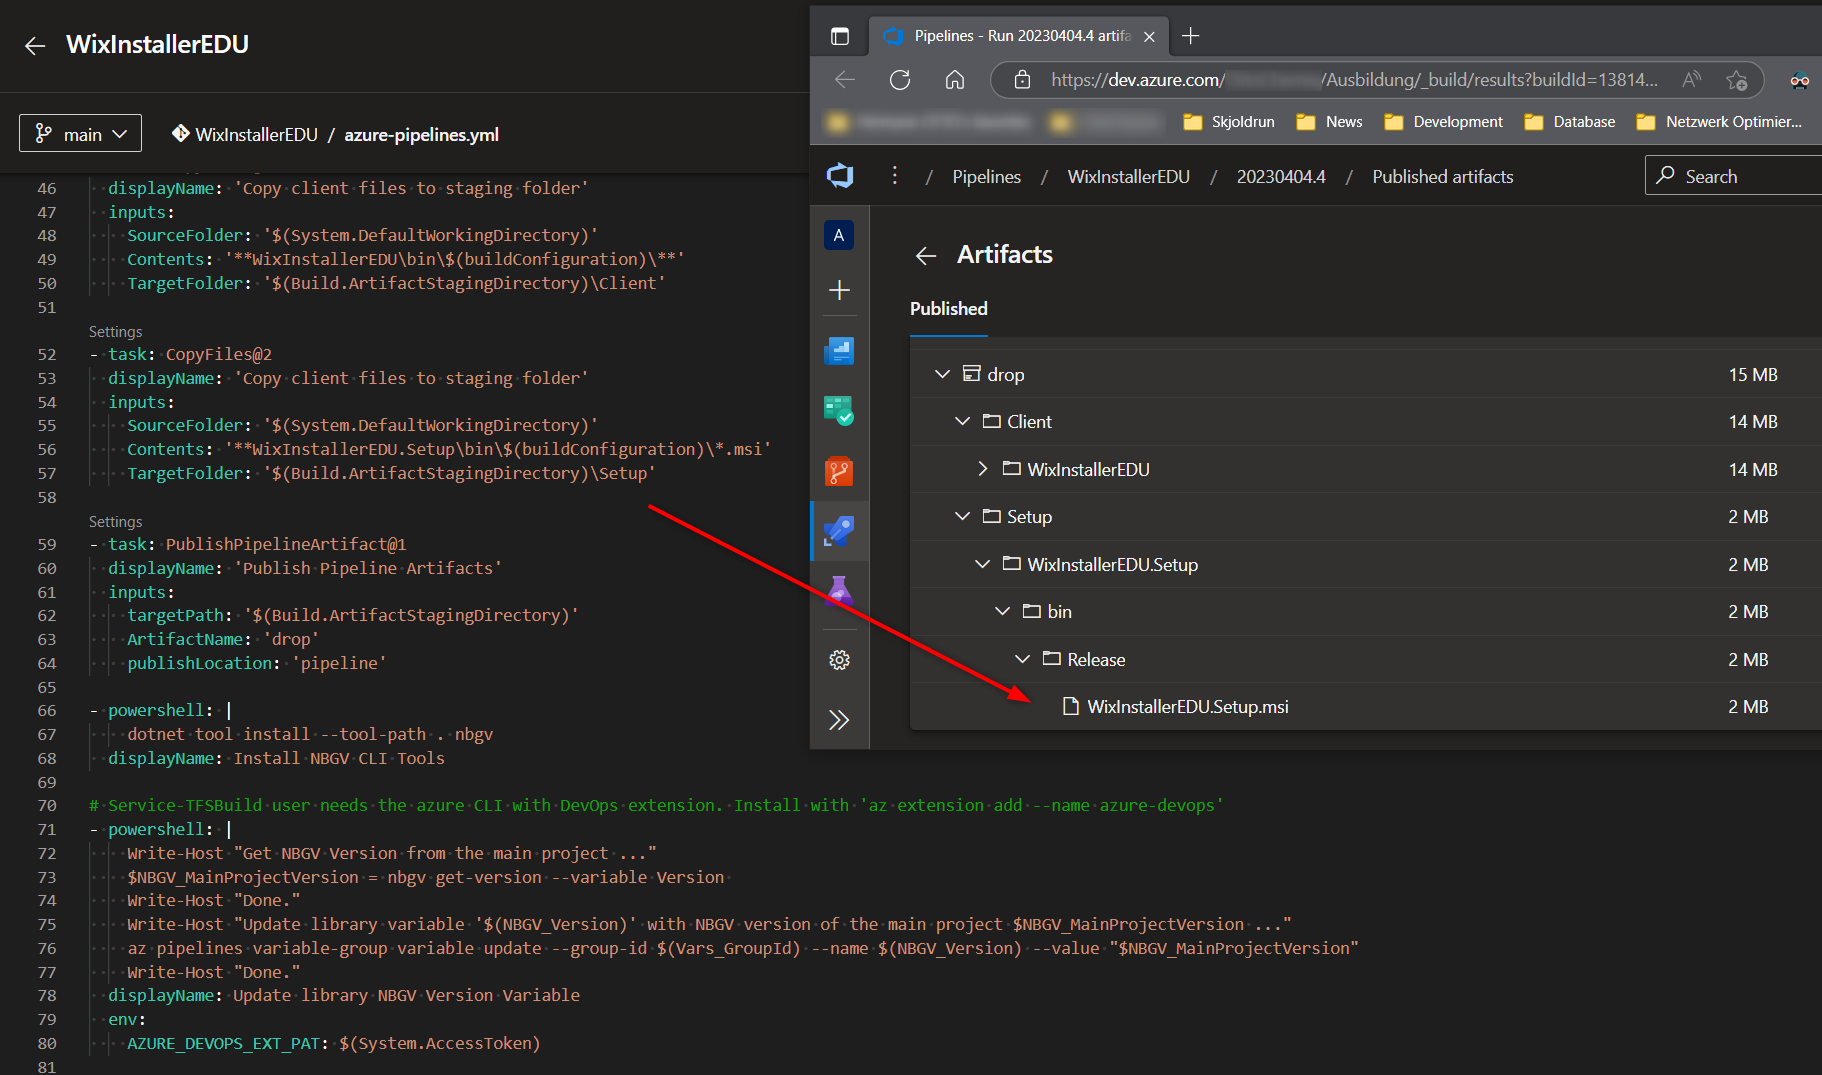 WixInstallerEDU
main
WixInstallerEDU / azure-pipelines.yml
46 displayName: 'Copy client files to staging folder'
47 inputs:
48 SourceFolder: '$(System.DefaultWorkingDirectory)'
49 Contents: '**WixInstallerEDU\bin\$(buildConfiguration)\**'
50 TargetFolder: '$(Build.ArtifactStagingDirectory)\Client'
51
Settings
52 - task: CopyFiles@2
53 displayName: 'Copy client files to staging folder'
54 inputs:
55 SourceFolder: '$(System.DefaultWorkingDirectory)'
56 Contents: '**WixInstallerEDU.Setup\bin\$(buildConfiguration)\*.msi'
57 TargetFolder: '$(Build.ArtifactStagingDirectory)\Setup'
58
Settings
59 - task: PublishPipelineArtifact@1
60 displayName: 'Publish Pipeline Artifacts'
61 inputs:
62 targetPath: '$(Build.ArtifactStagingDirectory)'
63 ArtifactName: 'drop'
64 publishLocation: 'pipeline'
65
66 - powershell: |
67 dotnet tool install --tool-path . nbgv
68 displayName: Install NBGV CLI Tools
69
70 # Service-TFSBuild user needs the azure CLI with DevOps extension. Install with 'az extension add --name azure-devops'
71 - powershell: |
72 Write-Host "Get NBGV Version from the main project ..."
73 $NBGV_MainProjectVersion = nbgv get-version --variable Version
74 Write-Host "Done."
75 Write-Host "Update library variable '$(NBGV_Version)' with NBGV version of the main project $NBGV_MainProjectVersion ..."
76 az pipelines variable-group variable update --group-id $(Vars_GroupId) --name $(NBGV_Version) --value "$NBGV_MainProjectVersion"
77 Write-Host "Done."
78 displayName: Update library NBGV Version Variable
79 env:
80 AZURE_DEVOPS_EXT_PAT: $(System.AccessToken)
81
Pipelines - Run 20230404.4 artifa
https://dev.azure.com/ /Ausbildung/_build/results?buildId=13814...
Skjoldrun News Development Database Netzwerk Optimier...
/ Pipelines / WixInstallerEDU / 20230404.4 / Published artifacts
Search
A
Artifacts
Published
drop 15 MB
Client 14 MB
WixInstallerEDU 14 MB
Setup 2 MB
WixInstallerEDU.Setup 2 MB
bin 2 MB
Release 2 MB
WixInstallerEDU.Setup.msi 2 MB